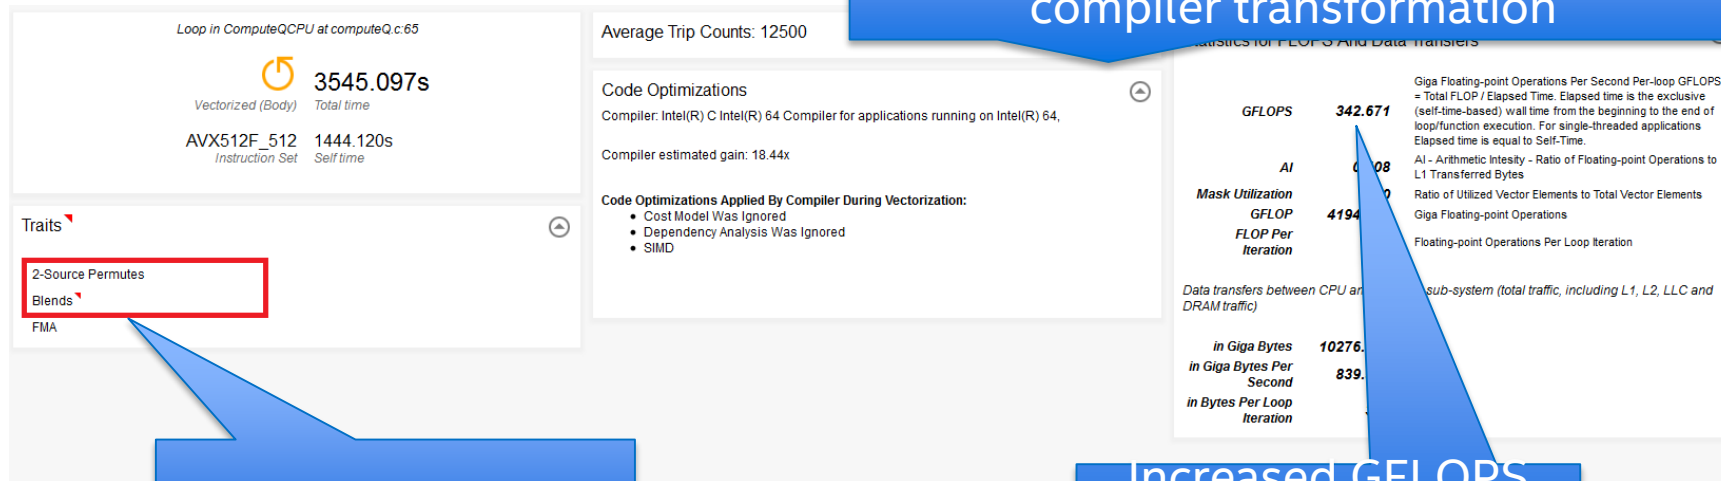 compiler transformation
Loop in ComputeQCPU at computeQ.c:65
3545.097s
Vectorized (Body) Total time
AVX512F_512 1444.120s
Instruction Set Self time
Traits
2-Source Permutes
Blends
FMA
Average Trip Counts: 12500
Code Optimizations
Compiler: Intel(R) C Intel(R) 64 Compiler for applications running on Intel(R) 64,
Compiler estimated gain: 18.44x
Code Optimizations Applied By Compiler During Vectorization:
Cost Model Was Ignored
Dependency Analysis Was Ignored
SIMD
Statistics for FLOPS And Data Transfers
GFLOPS 342.671 Giga Floating-point Operations Per Second Per-loop GFLOPS
= Total FLOP / Elapsed Time. Elapsed time is the exclusive
(self-time-based) wall time from the beginning to the end of
loop/function execution. For single-threaded applications
Elapsed time is equal to Self-Time.
AI AI - Arithmetic Intesity - Ratio of Floating-point Operations to
L1 Transferred Bytes
Mask Utilization Ratio of Utilized Vector Elements to Total Vector Elements
GFLOP 4194 Giga Floating-point Operations
FLOP Per
Iteration Floating-point Operations Per Loop Iteration
Data transfers between CPU sub-system (total traffic, including L1, L2, LLC and
DRAM traffic)
in Giga Bytes 10276.
in Giga Bytes Per
Second 839.
in Bytes Per Loop
Iteration
Increased GFLOPS